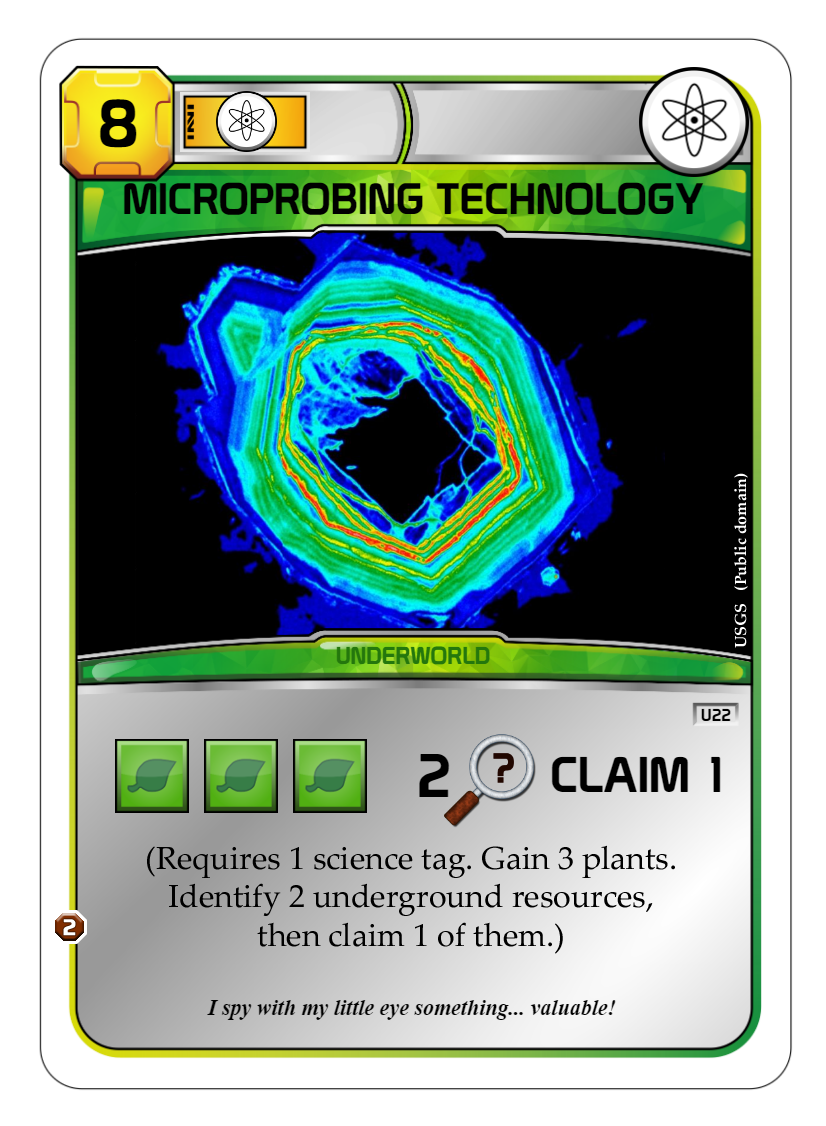 8
MICROPROBING TECHNOLOGY
USGS (Public domain)
UNDERWORLD
U22
2 ? CLAIM 1
(Requires 1 science tag. Gain 3 plants.
Identify 2 underground resources,
then claim 1 of them.)
2
I spy with my little eye something... valuable!